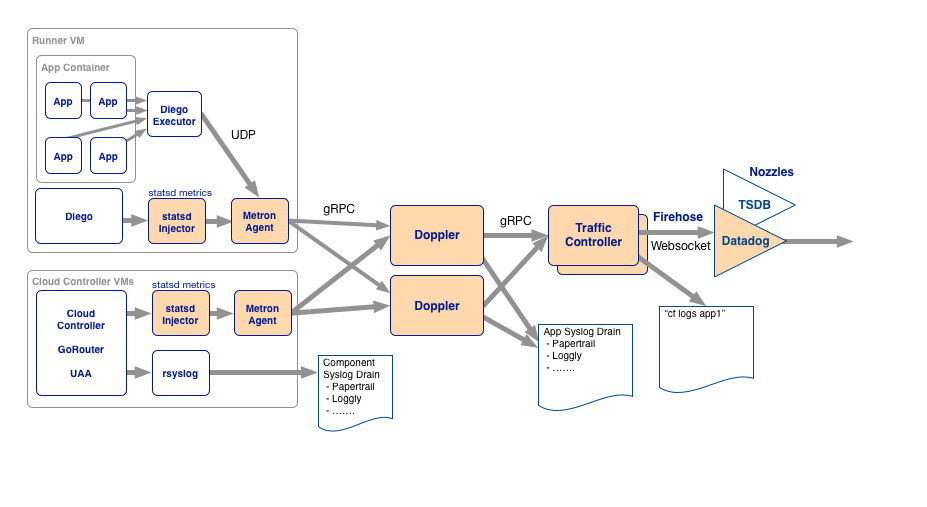 Runner VM
App Container
App
App
App
App
Diego
Executor
UDP
Diego
statsd metrics
statsd
Injector
Metron
Agent
gRPC
Cloud Controller VMs
Cloud
Controller
GoRouter
UAA
statsd metrics
statsd
Injector
Metron
Agent
rsyslog
Component
Syslog Drain
- Papertrail
- Loggly
- …….
Doppler
Doppler
gRPC
Traffic
Controller
App Syslog Drain
- Papertrail
- Loggly
- …….
Firehose
Websocket
Nozzles
TSDB
Datadog
“cf logs app1”